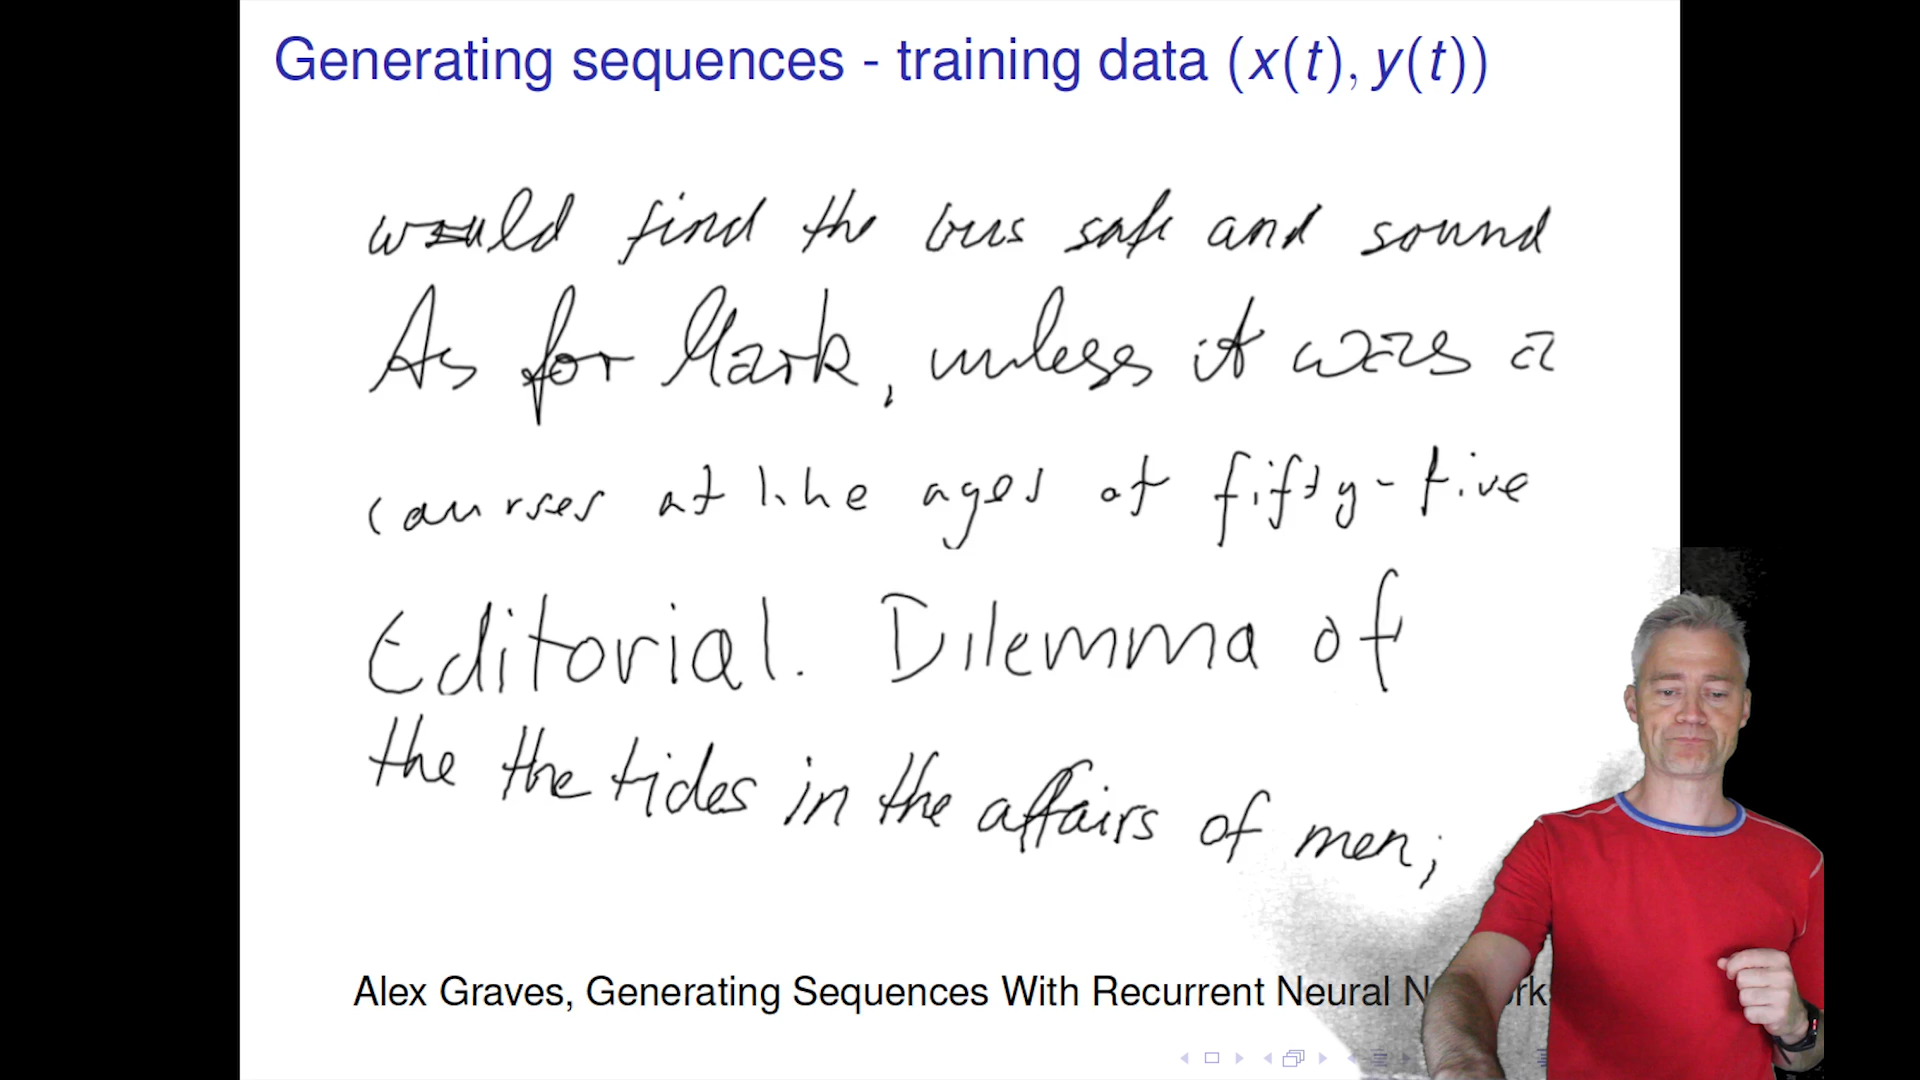 Generating sequences - training data (x(t), y(t))
would find the bus safe and sound
As for Mark, unless it was a
courses at like ages at fifty-five
Editorial. Dilemma of
the the tides in the affairs of men;
Alex Graves, Generating Sequences With Recurrent Neural